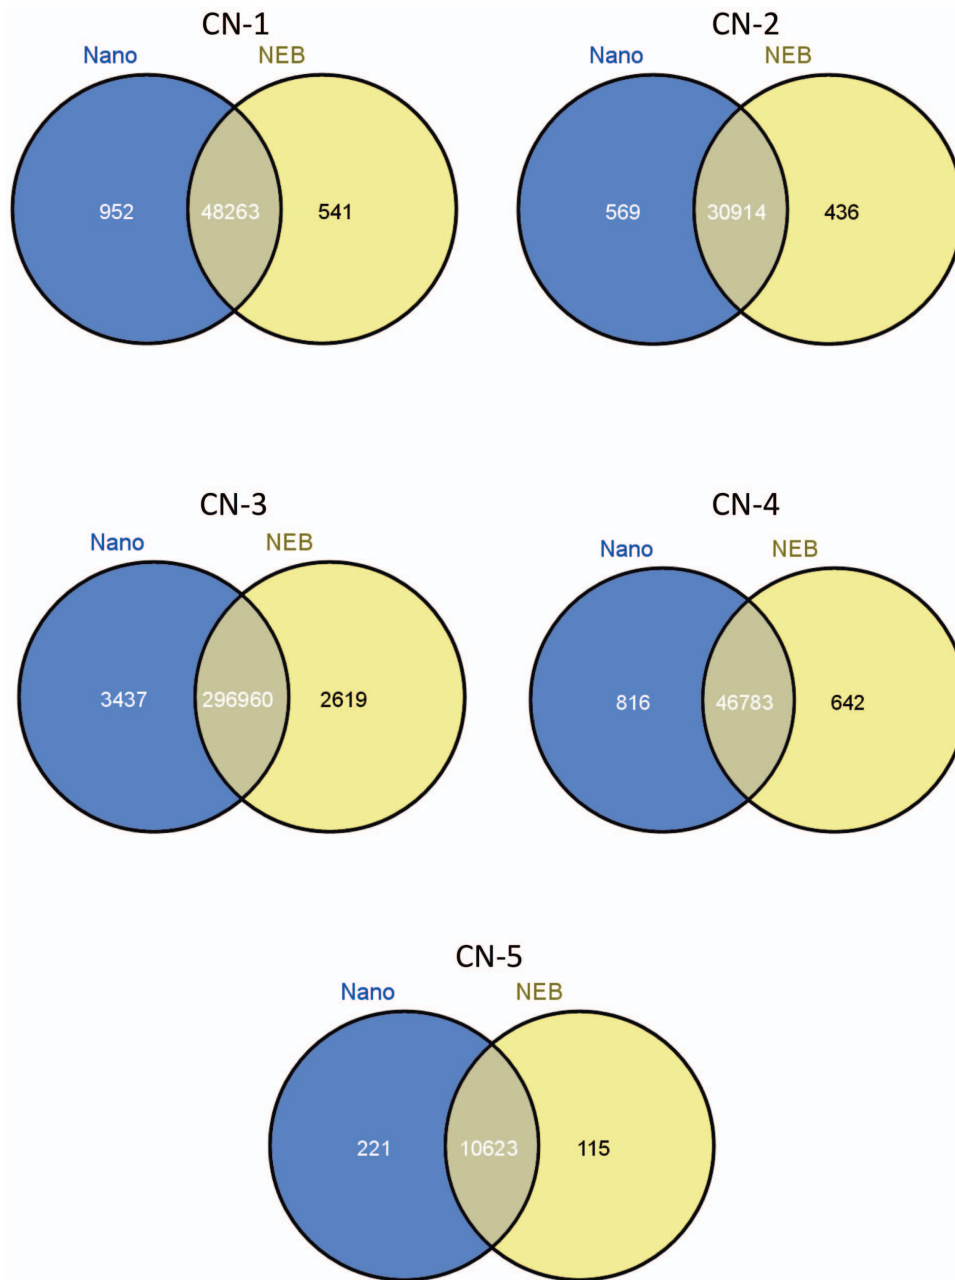 CN-1
Nano NEB
952 48263 541
CN-2
Nano NEB
569 30914 436
CN-3
Nano NEB
3437 296960 2619
CN-4
Nano NEB
816 46783 642
CN-5
Nano NEB
221 10623 115